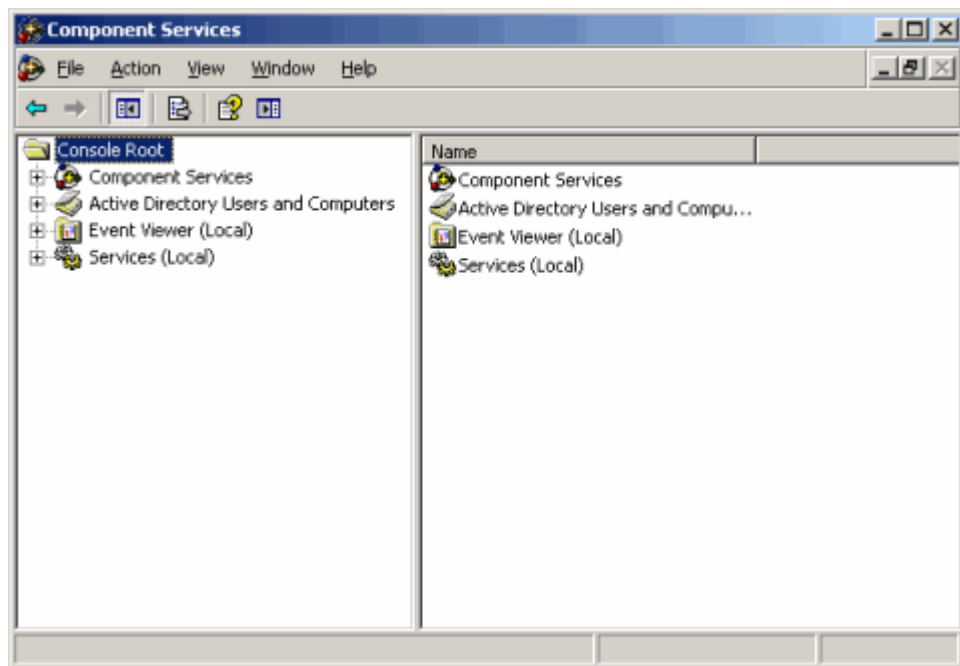 Component Services
File Action View Window Help
Console Root
Component Services
Active Directory Users and Computers
Event Viewer (Local)
Services (Local)
Name
Component Services
Active Directory Users and Compu...
Event Viewer (Local)
Services (Local)